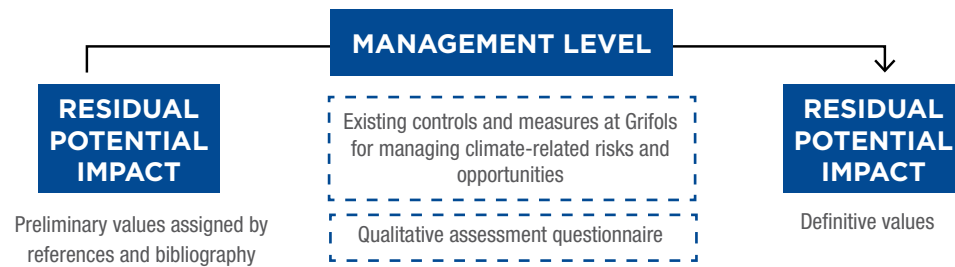 MANAGEMENT LEVEL
RESIDUAL
POTENTIAL
IMPACT
Preliminary values assigned by
references and bibliography
Existing controls and measures at Grifols
for managing climate-related risks and
opportunities
Qualitative assessment questionnaire
RESIDUAL
POTENTIAL
IMPACT
Definitive values